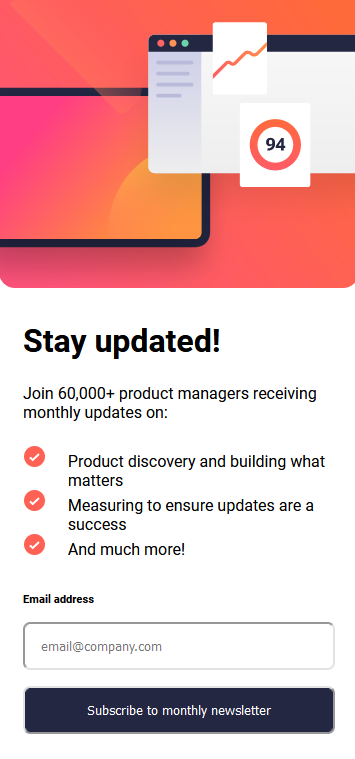 94
Stay updated!
Join 60,000+ product managers receiving
monthly updates on:
Product discovery and building what
matters
Measuring to ensure updates are a
success
And much more!
Email address
email@company.com
Subscribe to monthly newsletter